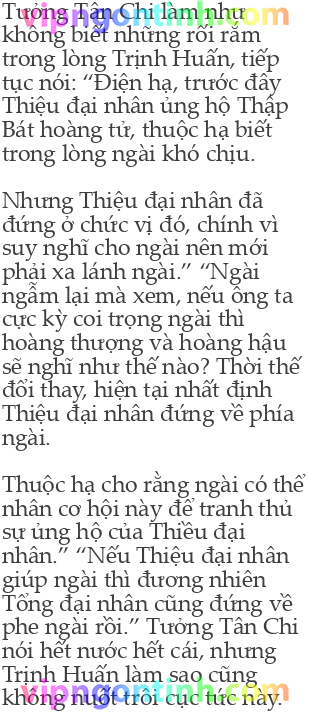 Tưởng Tân Chi làm như
không biết những rối rắm
trong lòng Trịnh Huấn, tiếp
tục nói: “Điện hạ, trước đây
Thiệu đại nhân ủng hộ Thập
Bát hoàng tử, thuộc hạ biết
trong lòng ngài khó chịu.
Nhưng Thiệu đại nhân đã
đứng ở chức vị đó, chính vì
suy nghĩ cho ngài nên mới
phải xa lánh ngài.” “Ngài
ngẫm lại mà xem, nếu ông ta
cực kỳ coi trọng ngài thì
hoàng thượng và hoàng hậu
sẽ nghĩ như thế nào? Thời thế
đổi thay, hiện tại nhất định
Thiệu đại nhân đứng về phía
ngài.
Thuộc hạ cho rằng ngài có thể
nhân cơ hội này để tranh thủ
sự ủng hộ của Thiều đại
nhân.” “Nếu Thiệu đại nhân
giúp ngài thì đương nhiên
Tổng đại nhân cũng đứng về
phe ngài rồi.” Tưởng Tân Chi
nói hết nước hết cái, nhưng
Trịnh Huấn làm sao cũng
không nuốt trôi cục tức này.
vipngontinh.com
vipngontinh.com